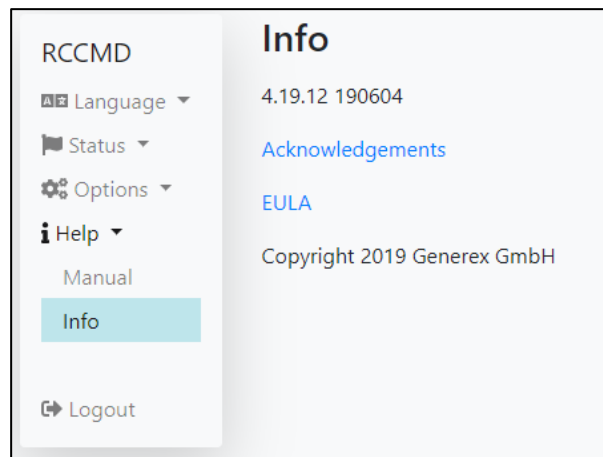 RCCMD
Language
Status
Options
Help
Manual
Info
Logout
Info
4.19.12 190604
Acknowledgements
EULA
Copyright 2019 Generex GmbH